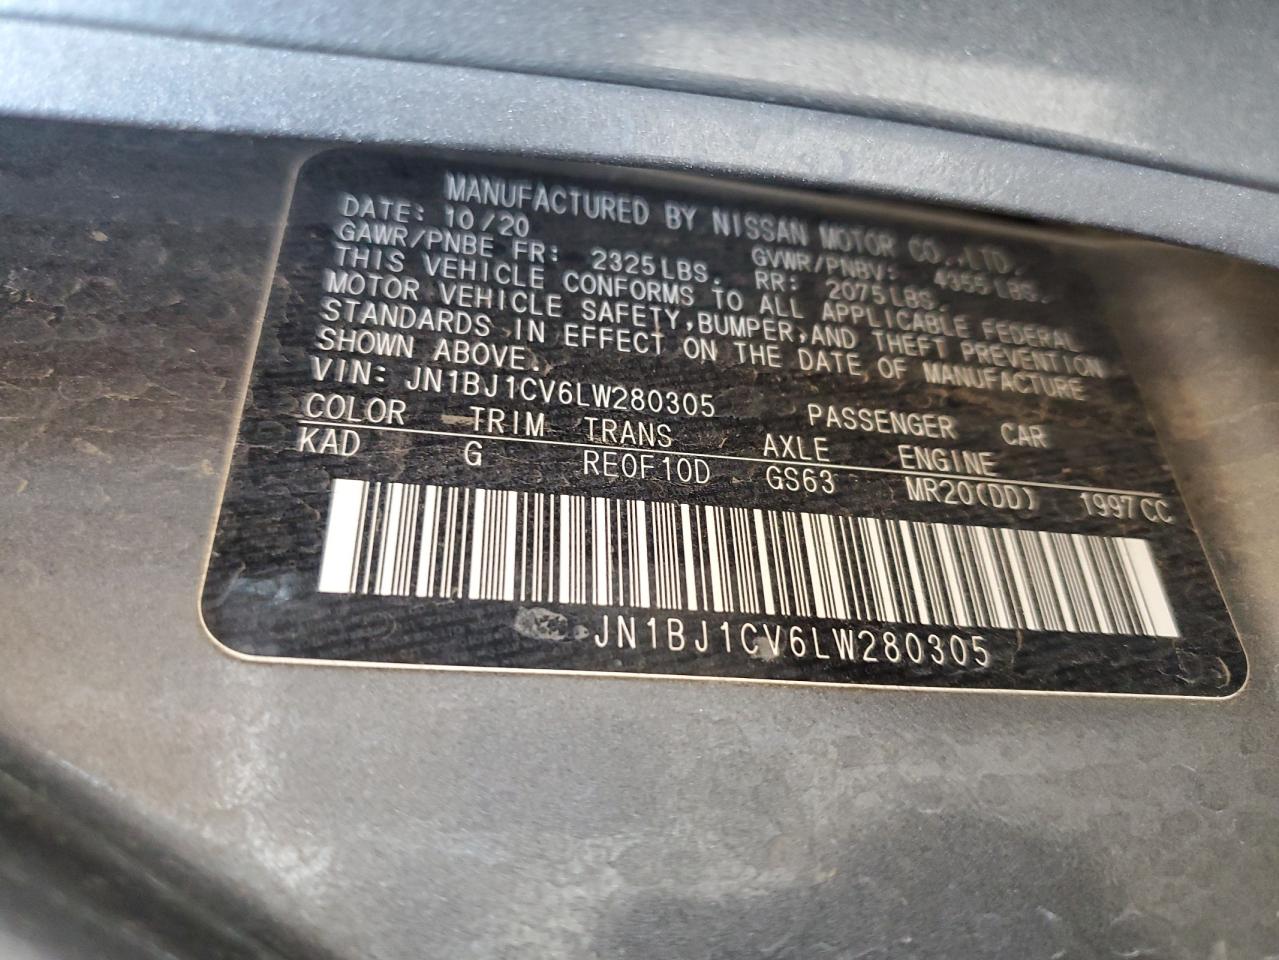 MANUFACTURED BY NISSAN MOTOR CO.,LTD.
DATE: 10/20 GVWR/PNBV: 4355LBS.
GAWR/PNBE FR: 2325LBS. RR: 2075LBS.
THIS VEHICLE CONFORMS TO ALL APPLICABLE FEDERAL
MOTOR VEHICLE SAFETY,BUMPER,AND THEFT PREVENTION
STANDARDS IN EFFECT ON THE DATE OF MANUFACTURE
SHOWN ABOVE.
VIN: JN1BJ1CV6LW280305 PASSENGER CAR
COLOR TRIM TRANS AXLE ENGINE
KAD G RE0F10D GS63 MR20(DD) 1997CC
JN1BJ1CV6LW280305